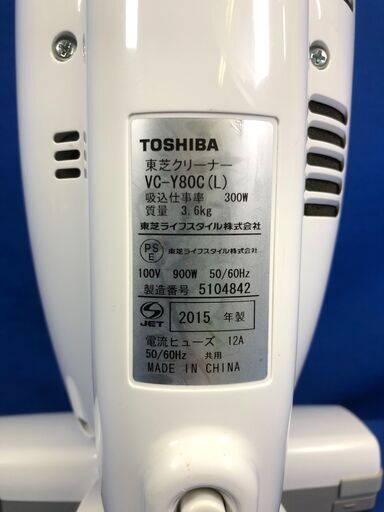 TOSHIBA
東芝クリーナー
VC-Y80C(L)
吸込仕事率 300W
質量 3.6kg
東芝ライフスタイル株式会社
PS
E
東芝ライフスタイル株式会社
100V 900W 50/60Hz
製造番号 5104842
S
JET
2015 年製
電流ヒューズ 12A
50/60Hz 共用
MADE IN CHINA